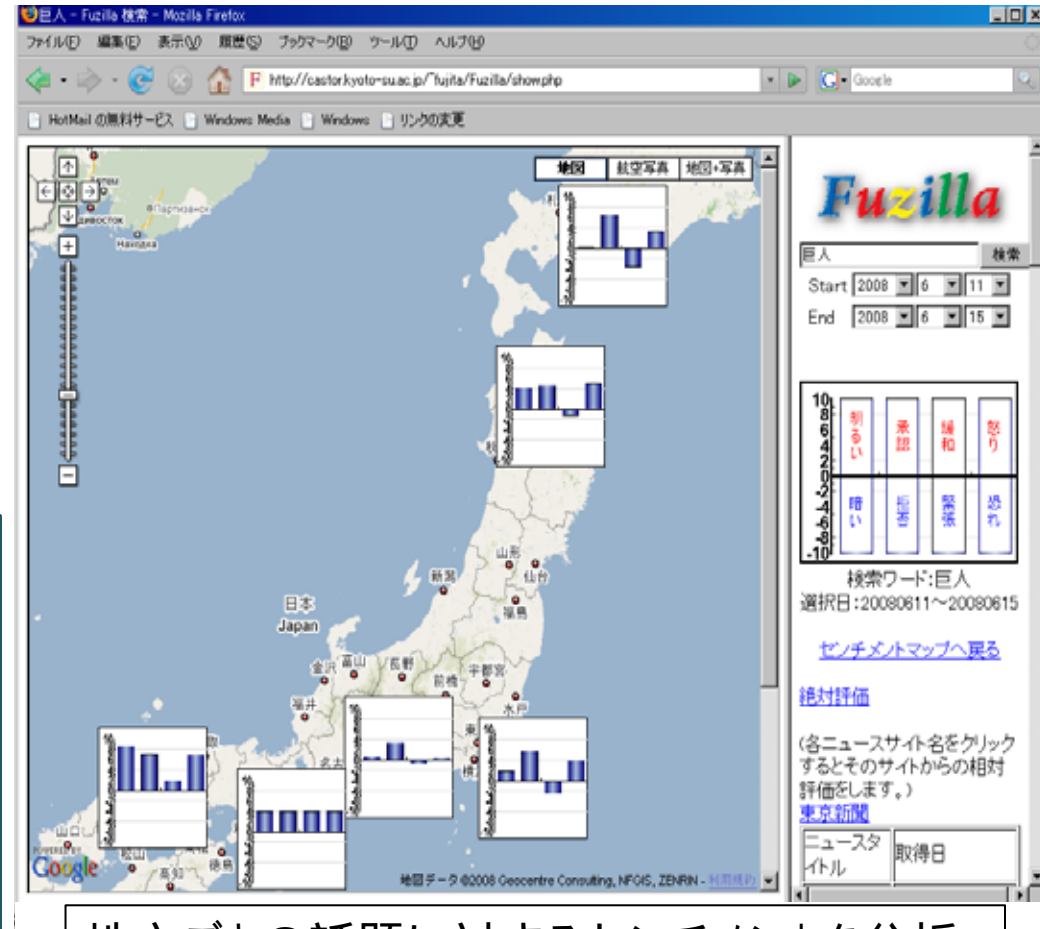 巨人 - Fuzilla 検索 - Mozilla Firefox
ファイル(F) 編集(E) 表示(V) 履歴(S) ブックマーク(B) ツール(T) ヘルプ(H)
http://castor.kyoto-su.ac.jp/~fujita/Fuzilla/show.php
Google
HotMail の無料サービス Windows Media Windows リンクの変更
地図 航空写真 地図+写真
Партизанск
Находка
山形
仙台
新潟
福島
日本
Japan
金沢 富山 長野 宇都宮
前橋
福井 水戸
山口
松山
高知 徳島
POWERED BY
Google
地図データ ©2008 Geocentre Consulting, NFGIS, ZENRIN - 利用規約
Fuzilla
巨人 検索
Start 2008 6 11
End 2008 6 15
10
8
6
4
2
0
-2
-4
-6
-8
-10
明るい 承認 緩和 怒り
暗い 拒否 緊張 恐れ
検索ワード:巨人
選択日:20080611~20080615
センチメントマップへ戻る
絶対評価
(各ニュースサイト名をクリック
するとそのサイトからの相対
評価をします。)
東京新聞
ニュースタ
イトル
取得日